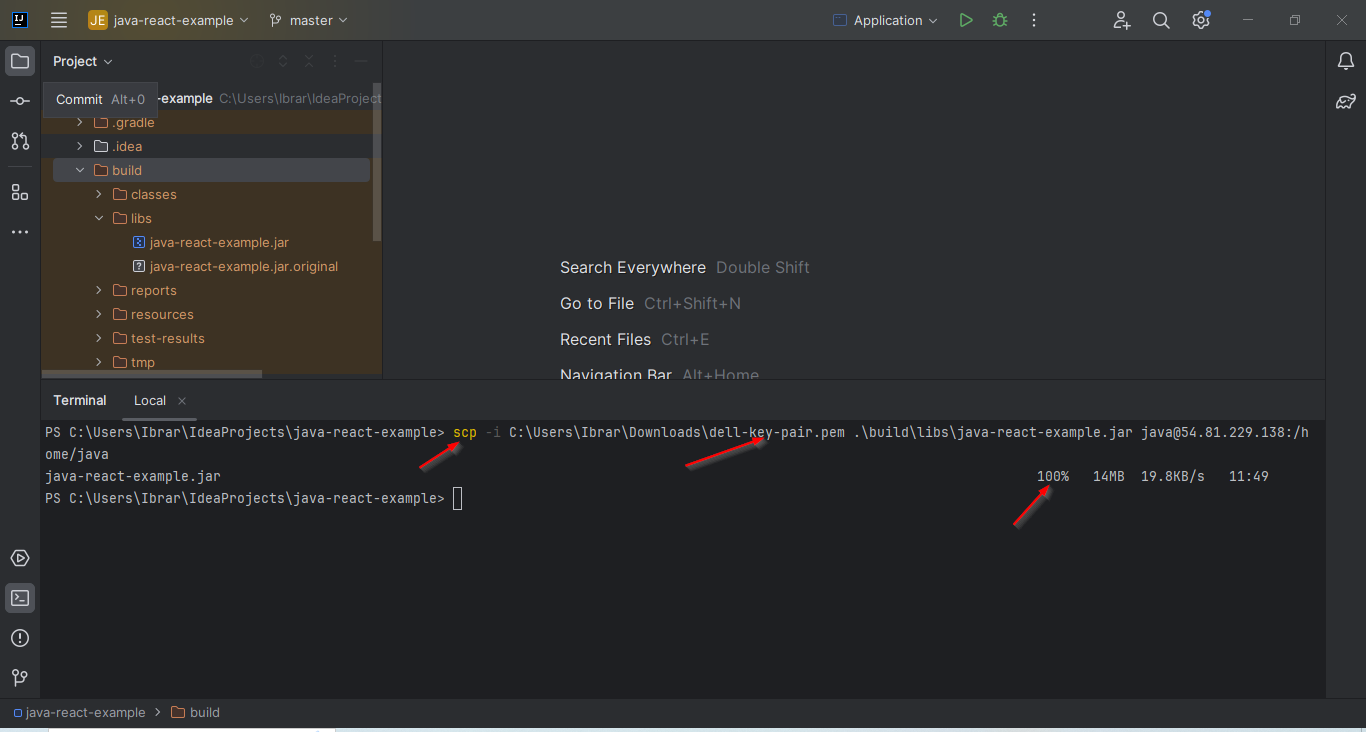 JE java-react-example master Application
Project
Commit Alt+0
-example C:\Users\Ibrar\IdeaProject
.gradle
.idea
build
classes
libs
java-react-example.jar
java-react-example.jar.original
reports
resources
test-results
tmp
Search Everywhere Double Shift
Go to File Ctrl+Shift+N
Recent Files Ctrl+E
Navigation Bar Alt+Home
Terminal Local
PS C:\Users\Ibrar\IdeaProjects\java-react-example> scp -i C:\Users\Ibrar\Downloads\dell-key-pair.pem .\build\libs\java-react-example.jar java@54.81.229.138:/h
ome/java
java-react-example.jar 100% 14MB 19.8KB/s 11:49
PS C:\Users\Ibrar\IdeaProjects\java-react-example>
java-react-example > build